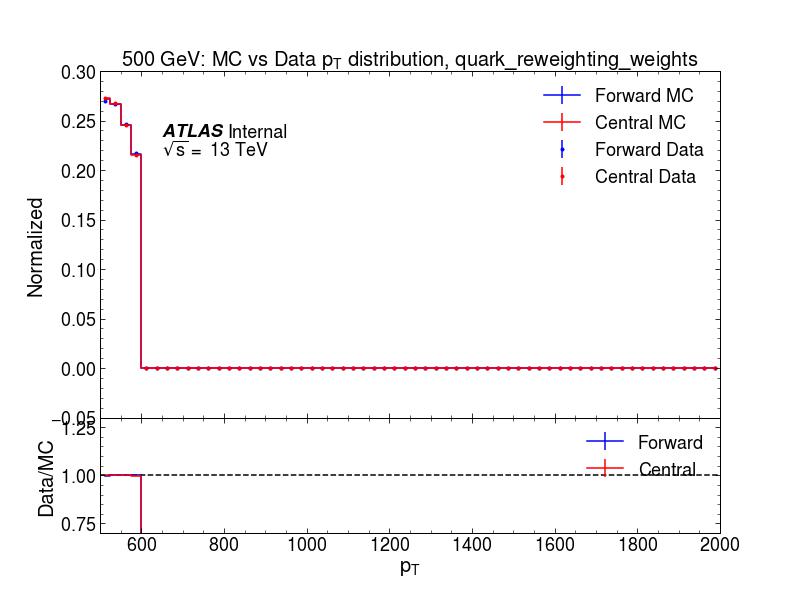 500 GeV: MC vs Data pT distribution, quark_reweighting_weights
0.30
0.25
0.20
0.15
0.10
0.05
0.00
−0.05
Normalized
ATLAS Internal
√s = 13 TeV
Forward MC
Central MC
Forward Data
Central Data
1.25
1.00
0.75
Data/MC
Forward
Central
600 800 1000 1200 1400 1600 1800 2000
pT